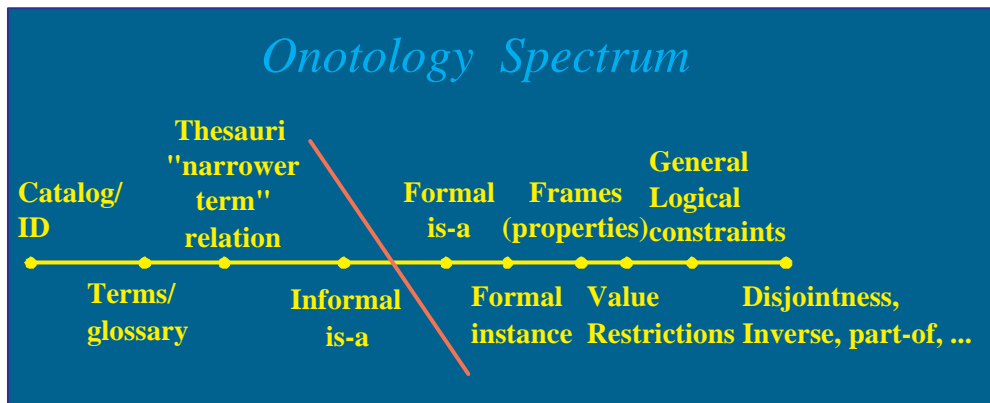 Onotology Spectrum
Catalog/
ID
Terms/
glossary
Thesauri
"narrower
term"
relation
Informal
is-a
Formal
is-a
Formal
instance
Frames
(properties)
Value
Restrictions
General
Logical
constraints
Disjointness,
Inverse, part-of, ...